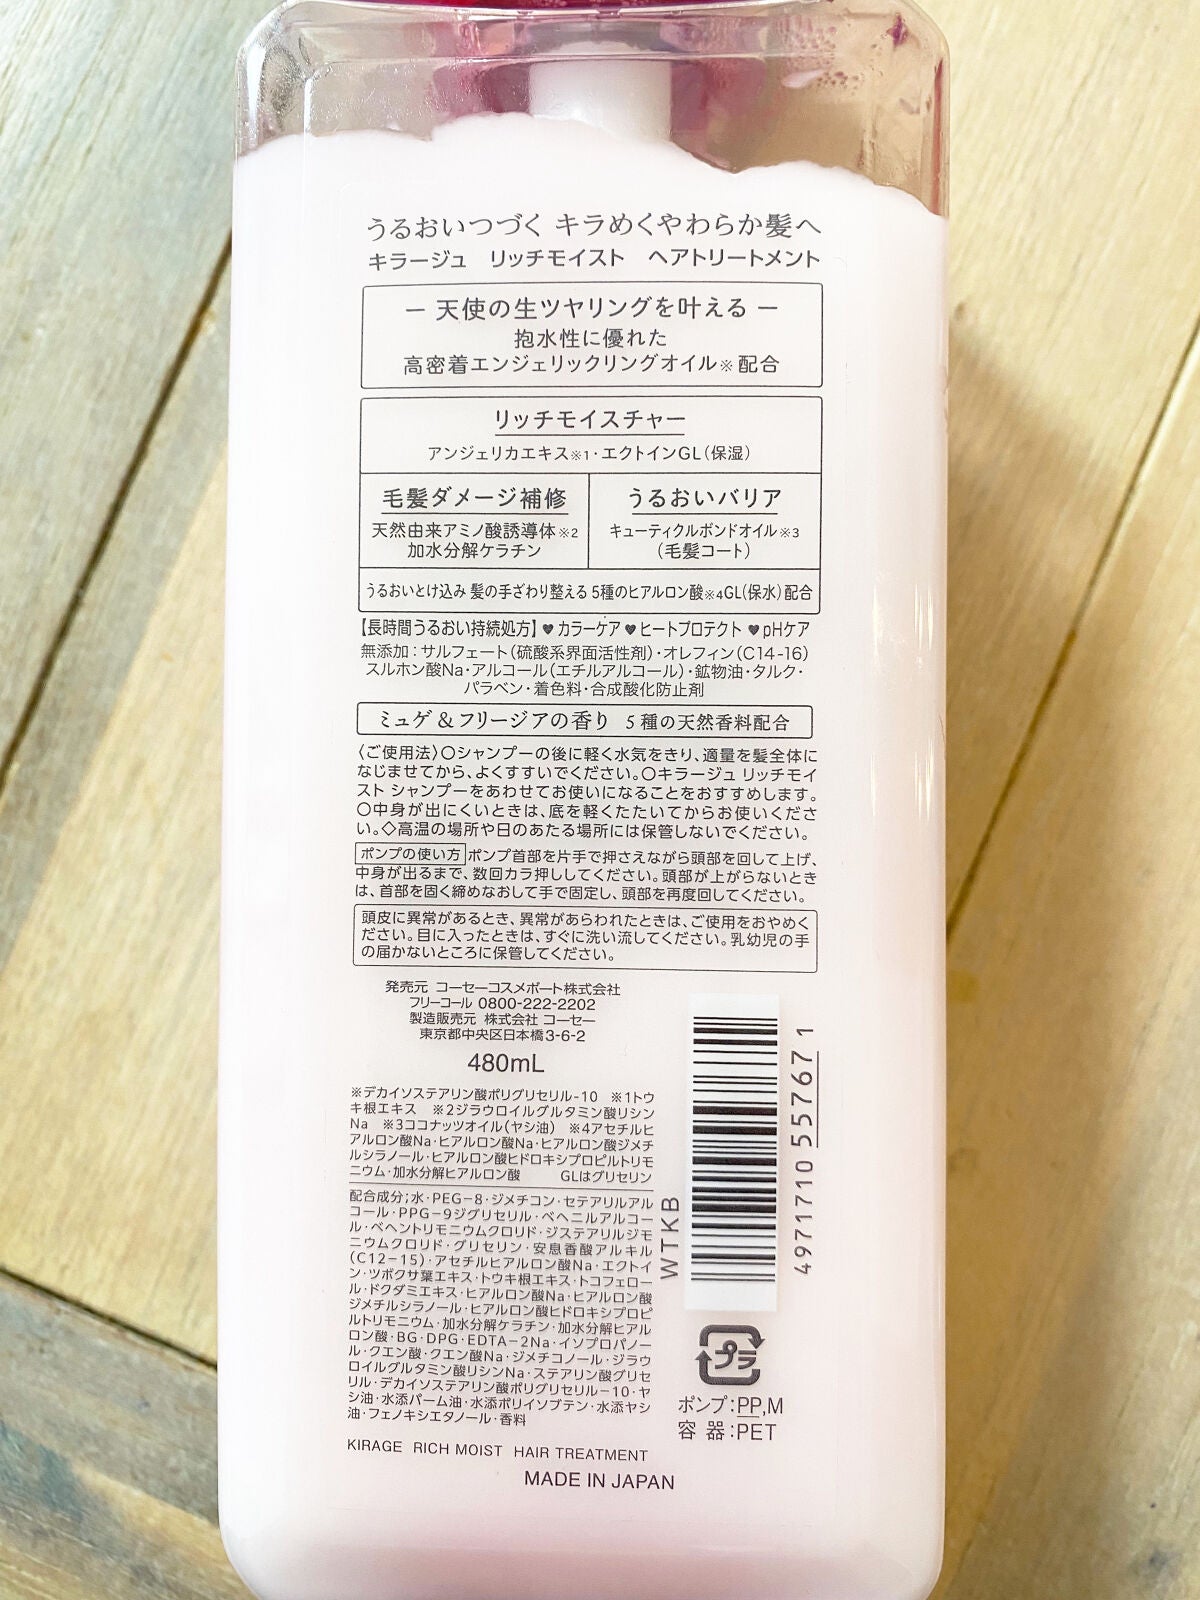 うるおいつづく キラめくやわらか髪へ
キラージュ リッチモイスト ヘアトリートメント
― 天使の生ツヤリングを叶える ―
抱水性に優れた
高密着エンジェリックリングオイル※配合
リッチモイスチャー
アンジェリカエキス※1・エクトインGL(保湿)
毛髪ダメージ補修
天然由来アミノ酸誘導体※2
加水分解ケラチン
うるおいバリア
キューティクルボンドオイル※3
(毛髪コート)
うるおいとけ込み 髪の手ざわり整える 5種のヒアルロン酸※4GL(保水)配合
【長時間うるおい持続処方】♥カラーケア♥ヒートプロテクト♥pHケア
無添加:サルフェート(硫酸系界面活性剤)・オレフィン(C14-16)
スルホン酸Na・アルコール(エチルアルコール)・鉱物油・タルク・
パラベン・着色料・合成酸化防止剤
ミュゲ&フリージアの香り 5種の天然香料配合
〈ご使用法〉○シャンプーの後に軽く水気をきり、適量を髪全体に
なじませてから、よくすすいでください。○キラージュ リッチモイ
スト シャンプーをあわせてお使いになることをおすすめします。
○中身が出にくいときは、底を軽くたたいてからお使いくださ
い。◇高温の場所や日のあたる場所には保管しないでください。
ポンプの使い方 ポンプ首部を片手で押さえながら頭部を回して上げ、
中身が出るまで、数回カラ押ししてください。頭部が上がらないとき
は、首部を固く締めなおして手で固定し、頭部を再度回してください。
頭皮に異常があるとき、異常があらわれたときは、ご使用をおやめく
ださい。目に入ったときは、すぐに洗い流してください。乳幼児の手
の届かないところに保管してください。
発売元 コーセーコスメポート株式会社
フリーコール 0800-222-2202
製造販売元 株式会社 コーセー
東京都中央区日本橋3-6-2
480mL
※デカイソステアリン酸ポリグリセリル-10 ※1トウ
キ根エキス ※2ジラウロイルグルタミン酸リシン
Na ※3ココナッツオイル(ヤシ油) ※4アセチルヒ
アルロン酸Na・ヒアルロン酸Na・ヒアルロン酸ジメチ
ルシラノール・ヒアルロン酸ヒドロキシプロピルトリモ
ニウム・加水分解ヒアルロン酸 GLはグリセリン
配合成分;水・PEG-8・ジメチコン・セテアリルアル
コール・PPG-9ジグリセリル・ベヘニルアルコー
ル・ベヘントリモニウムクロリド・ジステアリルジモ
ニウムクロリド・グリセリン・安息香酸アルキル
(C12-15)・アセチルヒアルロン酸Na・エクトイ
ン・ツボクサ葉エキス・トウキ根エキス・トコフェロー
ル・ドクダミエキス・ヒアルロン酸Na・ヒアルロン酸
ジメチルシラノール・ヒアルロン酸ヒドロキシプロピ
ルトリモニウム・加水分解ケラチン・加水分解ヒアル
ロン酸・BG・DPG・EDTA-2Na・イソプロパノー
ル・クエン酸・クエン酸Na・ジメチコノール・ジラウ
ロイルグルタミン酸リシンNa・ステアリン酸グリセ
リル・デカイソステアリン酸ポリグリセリル-10・ヤ
シ油・水添パーム油・水添ポリイソブテン・水添ヤシ
油・フェノキシエタノール・香料
KIRAGE RICH MOIST HAIR TREATMENT
MADE IN JAPAN
WTKB
4971710 557671
プラ
ポンプ:PP,M
容 器:PET